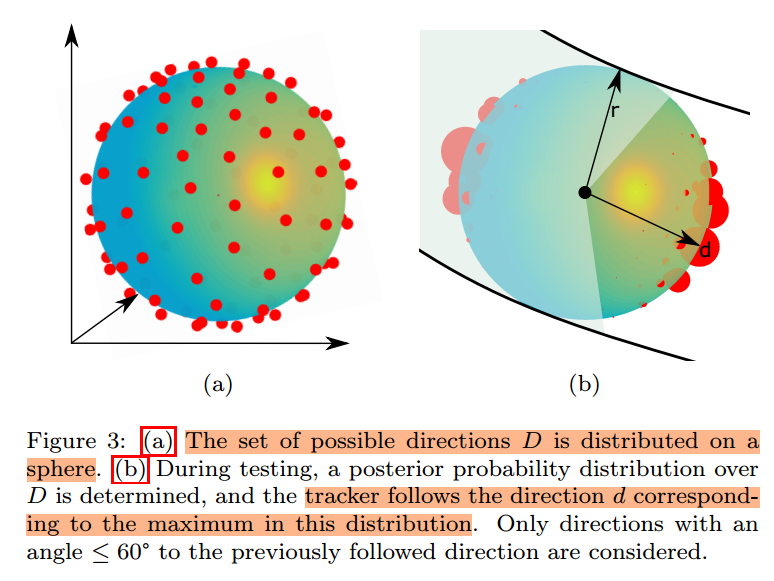 r
d
(a)
(b)
Figure 3: (a) The set of possible directions D is distributed on a
sphere. (b) During testing, a posterior probability distribution over
D is determined, and the tracker follows the direction d correspond-
ing to the maximum in this distribution. Only directions with an
angle ≤ 60° to the previously followed direction are considered.